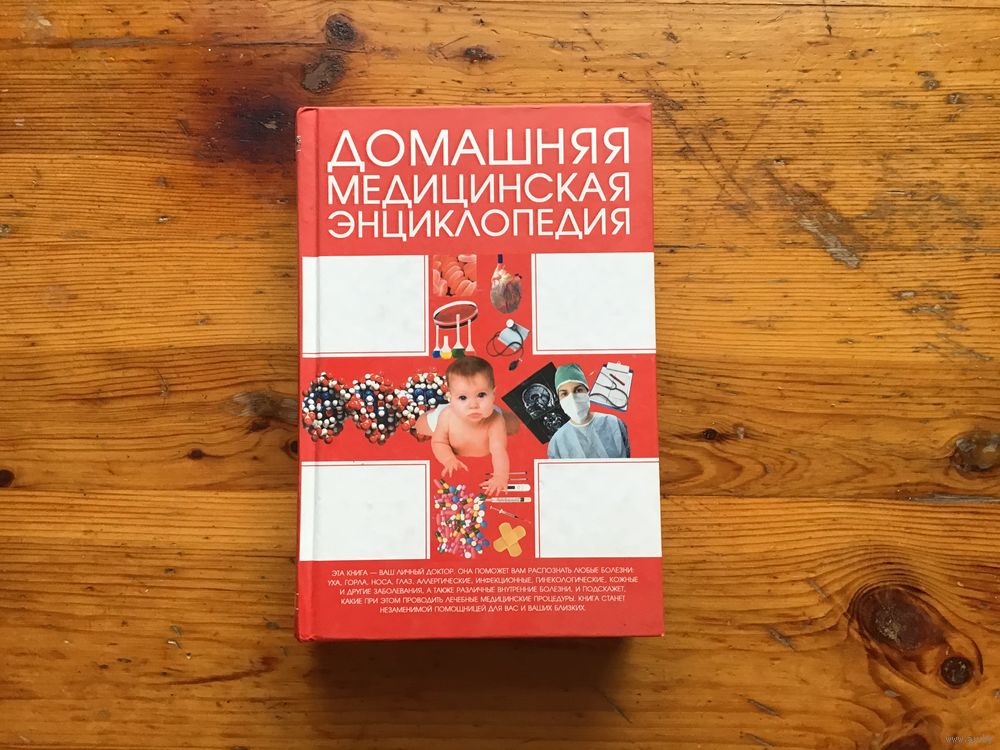 ДОМАШНЯЯ
МЕДИЦИНСКАЯ
ЭНЦИКЛОПЕДИЯ
ЭТА КНИГА — ВАШ ЛИЧНЫЙ ДОКТОР. ОНА ПОМОЖЕТ ВАМ РАСПОЗНАТЬ ЛЮБЫЕ БОЛЕЗНИ:
УХА, ГОРЛА, НОСА, ГЛАЗ, АЛЛЕРГИЧЕСКИЕ, ИНФЕКЦИОННЫЕ, ГИНЕКОЛОГИЧЕСКИЕ, КОЖНЫЕ
И ДРУГИЕ ЗАБОЛЕВАНИЯ, А ТАКЖЕ РАЗЛИЧНЫЕ ВНУТРЕННИЕ БОЛЕЗНИ, И ПОДСКАЖЕТ,
КАКИЕ ПРИ ЭТОМ ПРОВОДИТЬ ЛЕЧЕБНЫЕ МЕДИЦИНСКИЕ ПРОЦЕДУРЫ. КНИГА СТАНЕТ
НЕЗАМЕНИМОЙ ПОМОЩНИЦЕЙ ДЛЯ ВАС И ВАШИХ БЛИЗКИХ.